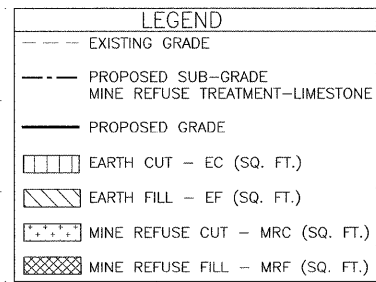 LEGEND
EXISTING GRADE
PROPOSED SUB-GRADE
MINE REFUSE TREATMENT-LIMESTONE
PROPOSED GRADE
EARTH CUT - EC (SQ. FT.)
EARTH FILL - EF (SQ. FT.)
MINE REFUSE CUT - MRC (SQ. FT.)
MINE REFUSE FILL - MRF (SQ. FT.)